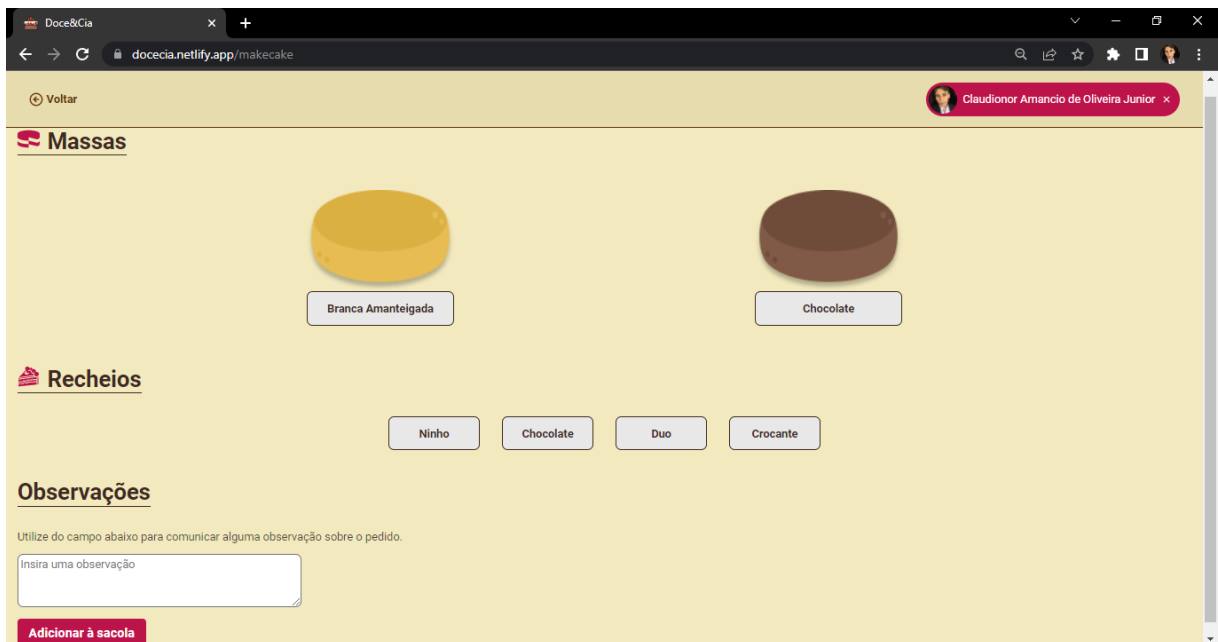 Doce&Cia
docecia.netlify.app/makecake
Voltar
Claudionor Amancio de Oliveira Junior ×
Massas
Branca Amanteigada
Chocolate
Recheios
Ninho
Chocolate
Duo
Crocante
Observações
Utilize do campo abaixo para comunicar alguma observação sobre o pedido.
Insira uma observação
Adicionar à sacola